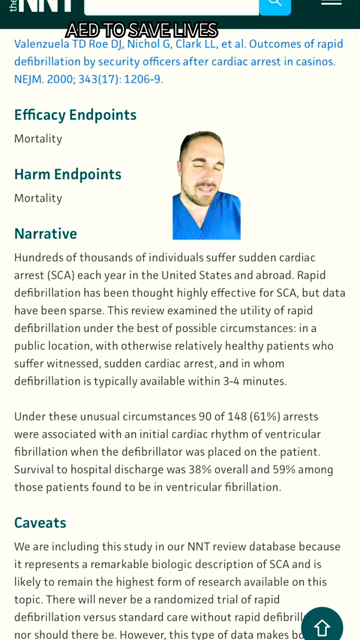 the NNT
AED TO SAVE LIVES
Valenzuela TD Roe DJ, Nichol G, Clark LL, et al. Outcomes of rapid
defibrillation by security officers after cardiac arrest in casinos.
NEJM. 2000; 343(17): 1206-9.
Efficacy Endpoints
Mortality
Harm Endpoints
Mortality
Narrative
Hundreds of thousands of individuals suffer sudden cardiac
arrest (SCA) each year in the United States and abroad. Rapid
defibrillation has been thought highly effective for SCA, but data
have been sparse. This review examined the utility of rapid
defibrillation under the best of possible circumstances: in a
public location, with otherwise relatively healthy patients who
suffer witnessed, sudden cardiac arrest, and in whom
defibrillation is typically available within 3-4 minutes.
Under these unusual circumstances 90 of 148 (61%) arrests
were associated with an initial cardiac rhythm of ventricular
fibrillation when the defibrillator was placed on the patient.
Survival to hospital discharge was 38% overall and 59% among
those patients found to be in ventricular fibrillation.
Caveats
We are including this study in our NNT review database because
it represents a remarkable biologic description of SCA and is
likely to remain the highest form of research available on this
topic. There will never be a randomized trial of rapid
defibrillation versus standard care without rapid
nor should there be. However, this type of data makes